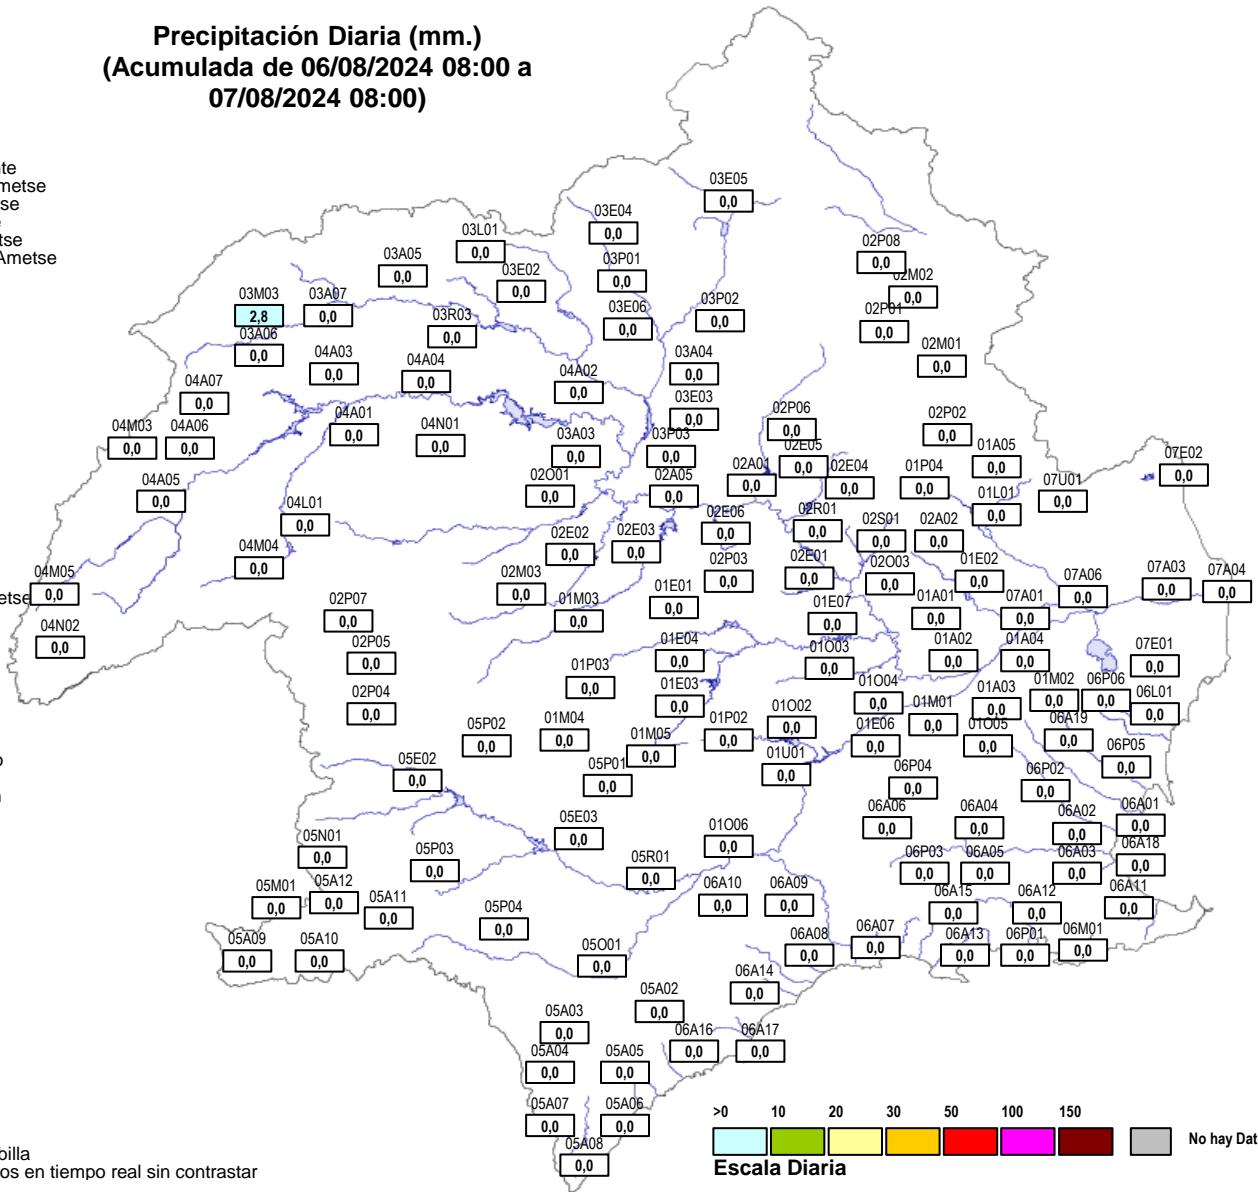 Precipitación Diaria (mm.)
(Acumulada de 06/08/2024 08:00 a
07/08/2024 08:00)
nte
metse
tse
e
tse
Ametse
03E05
0,0
03E04
0,0
03L01
0,0
03A05
0,0
03P01
0,0
03E02
0,0
02P08
0,0
02M02
0,0
03M03
2,8
03A07
0,0
03R03
0,0
03E06
0,0
03P02
0,0
02P01
0,0
03A06
0,0
04A03
0,0
04A04
0,0
04A02
0,0
03A04
0,0
02M01
0,0
04A07
0,0
03E03
0,0
04M03
0,0
04A06
0,0
04A01
0,0
04N01
0,0
03A03
0,0
03P03
0,0
02P06
0,0
02E05
0,0
02P02
0,0
01A05
0,0
07E02
0,0
04A05
0,0
02O01
0,0
02A05
0,0
02A01
0,0
02E04
0,0
01P04
0,0
07U01
0,0
01L01
0,0
04L01
0,0
02E06
0,0
02R01
0,0
02S01
0,0
02A02
0,0
02E02
0,0
02E03
0,0
04M04
0,0
02P03
0,0
02E01
0,0
02O03
0,0
01E02
0,0
04M05
0,0
etse
02M03
0,0
01M03
0,0
01E01
0,0
01E07
0,0
01A01
0,0
07A01
0,0
07A06
0,0
07A03
0,0
07A04
0,0
02P07
0,0
04N02
0,0
02P05
0,0
01E04
0,0
01O03
0,0
01A02
0,0
01A04
0,0
07E01
0,0
01P03
0,0
02P04
0,0
01E03
0,0
01O04
0,0
01A03
0,0
01M02
0,0
06P06
0,0
06L01
0,0
05P02
0,0
01M04
0,0
01M05
0,0
01P02
0,0
01O02
0,0
01E06
0,0
01M01
0,0
01O05
0,0
06A19
0,0
06P05
0,0
o
05E02
0,0
05P01
0,0
01U01
0,0
06P04
0,0
06P02
0,0
05E03
0,0
01O06
0,0
06A06
0,0
06A04
0,0
06A02
0,0
06A01
0,0
05N01
0,0
05P03
0,0
05R01
0,0
06P03
0,0
06A05
0,0
06A03
0,0
06A18
0,0
05M01
0,0
05A12
0,0
05A11
0,0
06A10
0,0
06A09
0,0
06A15
0,0
06A12
0,0
06A11
0,0
05P04
0,0
05A09
0,0
05A10
0,0
05O01
0,0
06A08
0,0
06A07
0,0
06A13
0,0
06P01
0,0
06M01
0,0
06A14
0,0
05A02
0,0
05A03
0,0
06A16
0,0
06A17
0,0
05A04
0,0
05A05
0,0
05A07
0,0
05A06
0,0
05A08
0,0
>0 10 20 30 50 100 150
No hay Dat
Escala Diaria
billa
os en tiempo real sin contrastar